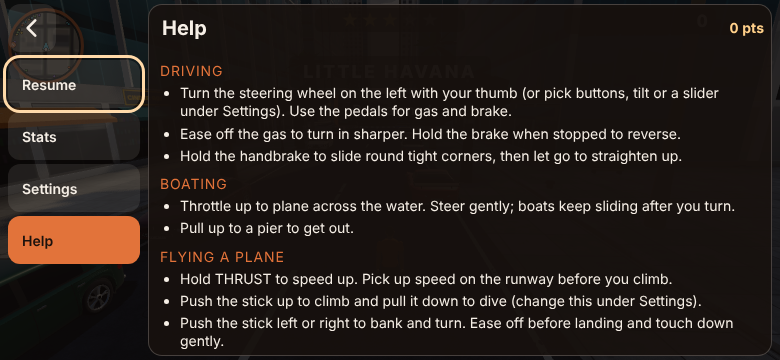 Help
0 pts
Resume
Stats
Settings
Help
LITTLE HAVANA
DRIVING
• Turn the steering wheel on the left with your thumb (or pick buttons, tilt or a slider
under Settings). Use the pedals for gas and brake.
• Ease off the gas to turn in sharper. Hold the brake when stopped to reverse.
• Hold the handbrake to slide round tight corners, then let go to straighten up.
BOATING
• Throttle up to plane across the water. Steer gently; boats keep sliding after you turn.
• Pull up to a pier to get out.
FLYING A PLANE
• Hold THRUST to speed up. Pick up speed on the runway before you climb.
• Push the stick up to climb and pull it down to dive (change this under Settings).
• Push the stick left or right to bank and turn. Ease off before landing and touch down
gently.